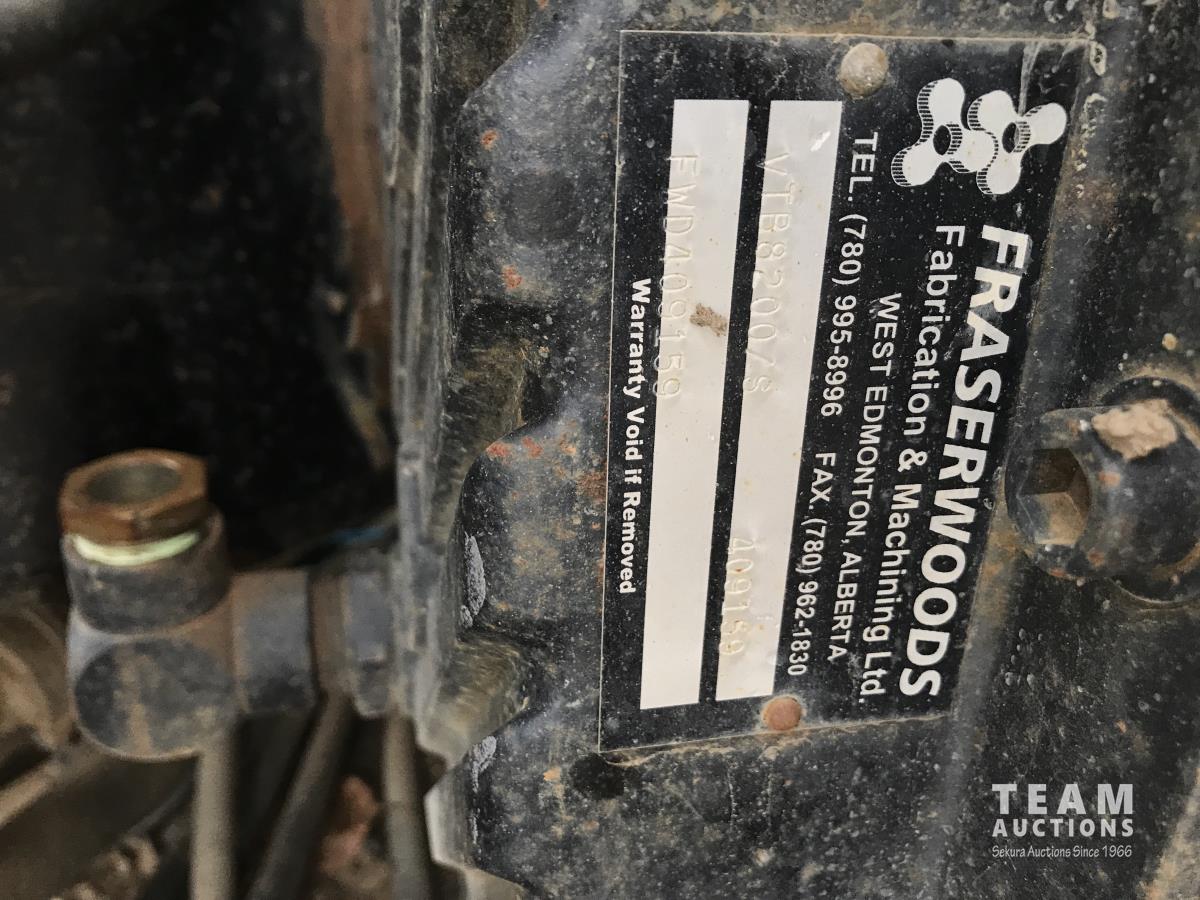 FRASERWOODS
Fabrication & Machining Ltd.
WEST EDMONTON, ALBERTA
TEL. (780) 995-8996 FAX. (780) 962-1830
VTB8200/S 409159
FWD409159
Warranty Void if Removed
TEAM
AUCTIONS
Sekura Auctions Since 1966